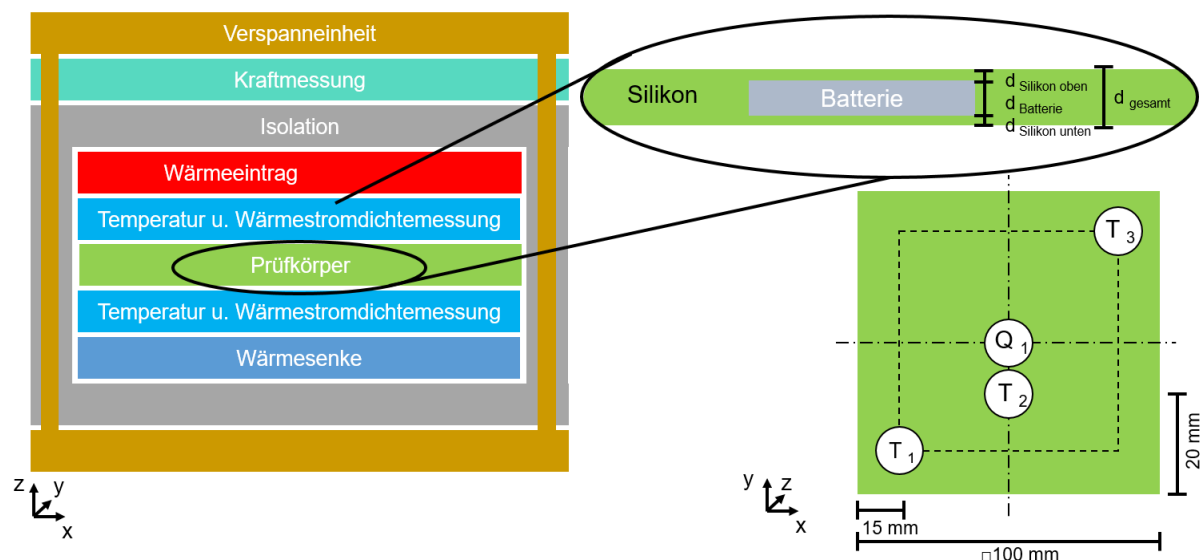 Verspanneinheit
Kraftmessung
Isolation
Wärmeeintrag
Temperatur u. Wärmestromdichtemessung
Prüfkörper
Temperatur u. Wärmestromdichtemessung
Wärmesenke
z
y
x
Silikon
Batterie
d Silikon oben
d Batterie
d Silikon unten
d gesamt
T 3
Q 1
T 2
T 1
20 mm
15 mm
□100 mm
y
z
x